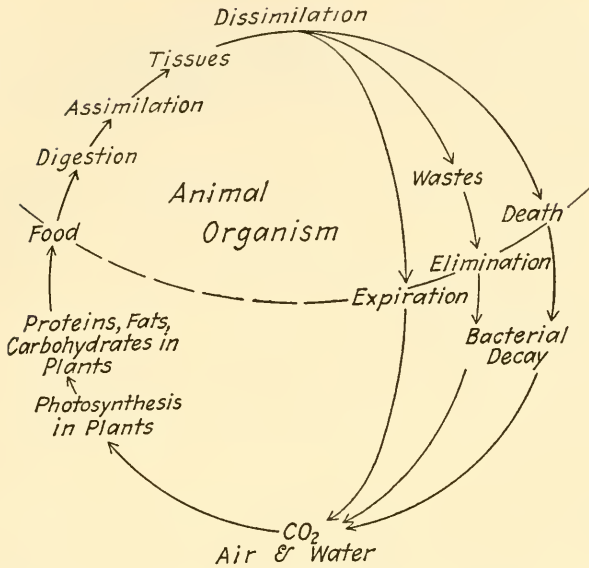 Dissimilation
Tissues
Assimilation
Digestion
Animal
Organism
Wastes
Death
Food
Elimination
Expiration
Proteins, Fats,
Carbohydrates in
Plants
Bacterial
Decay
Photosynthesis
in Plants
CO₂
Air & Water